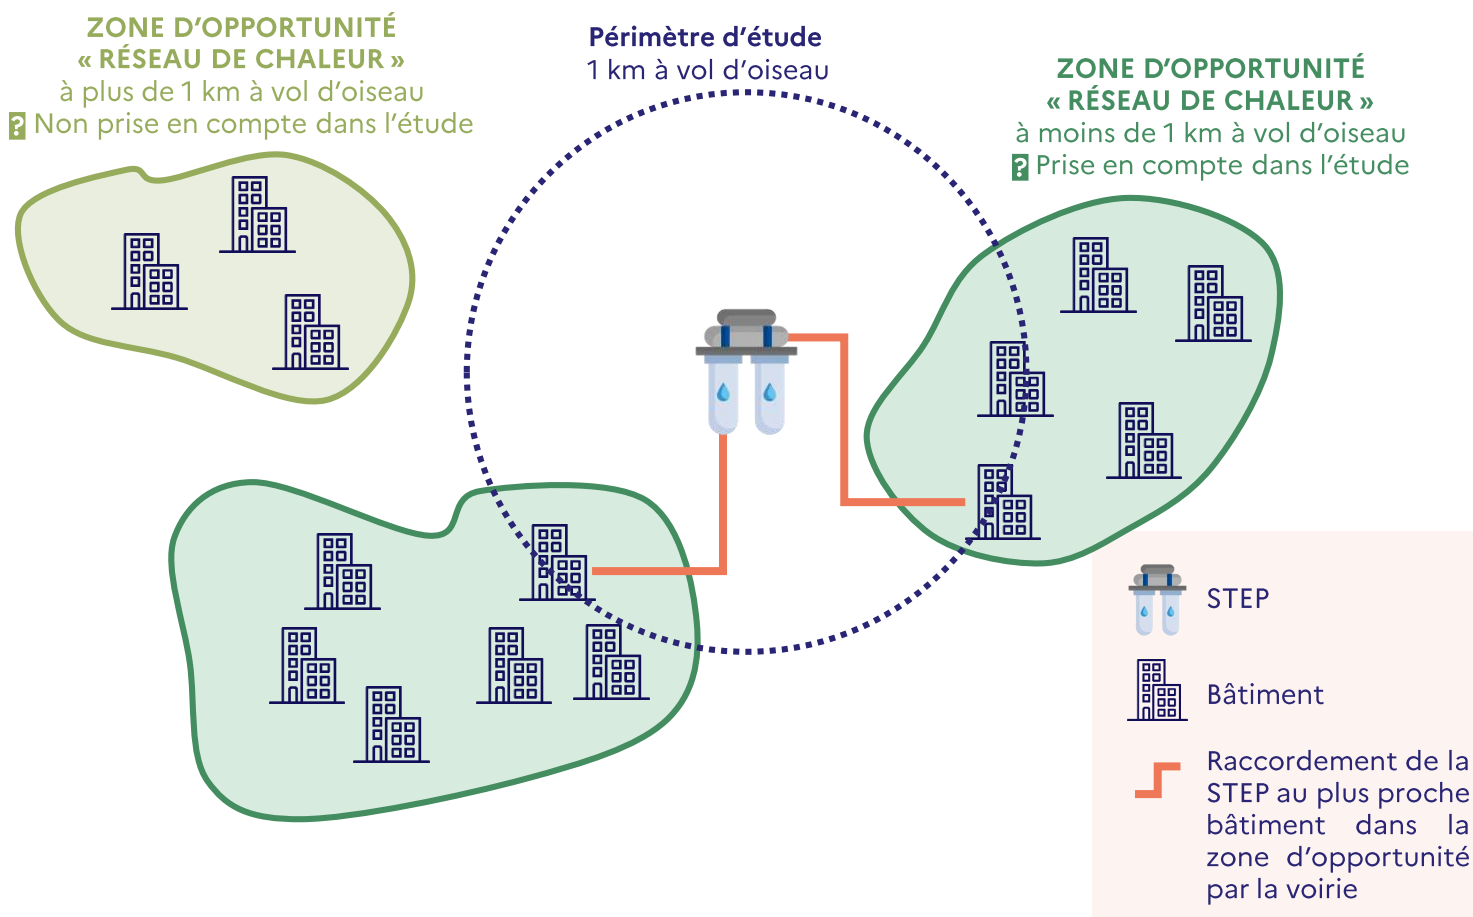 ZONE D’OPPORTUNITÉ
« RÉSEAU DE CHALEUR »
à plus de 1 km à vol d’oiseau
? Non prise en compte dans l’étude
Périmètre d’étude
1 km à vol d’oiseau
ZONE D’OPPORTUNITÉ
« RÉSEAU DE CHALEUR »
à moins de 1 km à vol d’oiseau
? Prise en compte dans l’étude
STEP
Bâtiment
Raccordement de la
STEP au plus proche
bâtiment dans la
zone d’opportunité
par la voirie